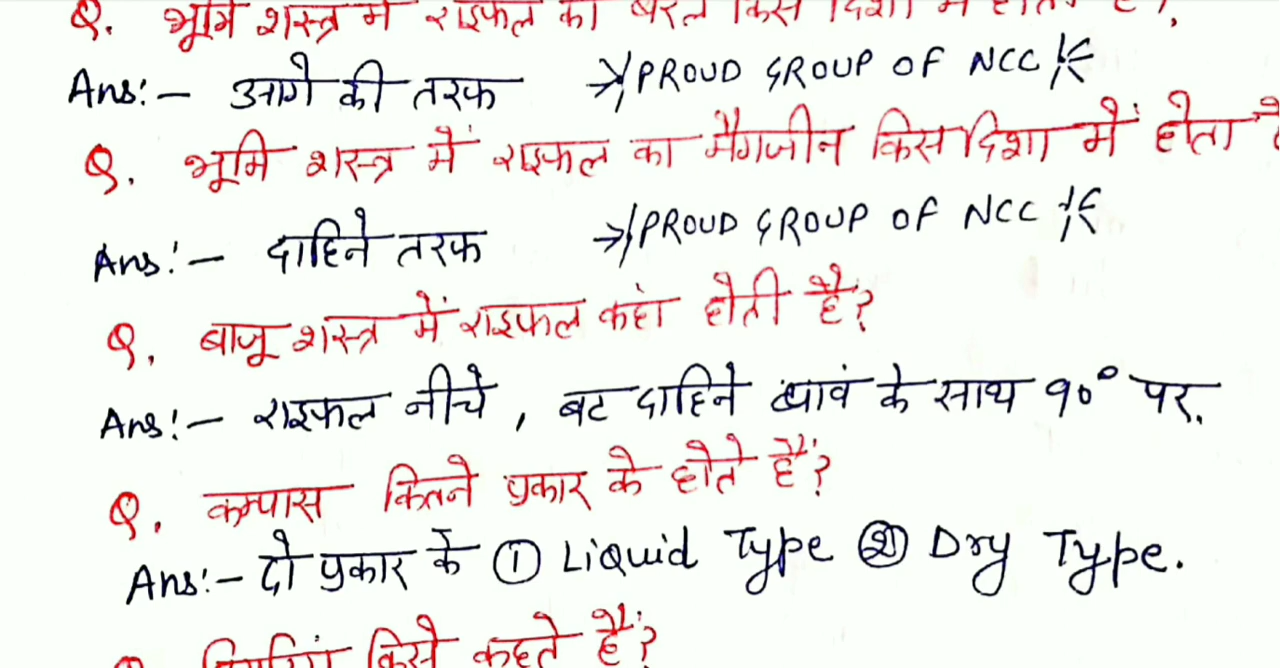 Q. भूमि शस्त्र में राइफल का बैरल किस दिशा में होता है?
Ans:- आगे की तरफ →PROUD GROUP OF NCC←
Q. भूमि शस्त्र में राइफल का मैगजीन किस दिशा में होता है
Ans:- दाहिने तरफ →PROUD GROUP OF NCC←
Q. बाजू शस्त्र में राइफल कहां होती है?
Ans:- राइफल नीचे, बट दाहिने पावं के साथ 90° पर.
Q. कम्पास कितने प्रकार के होते हैं?
Ans:- दो प्रकार के ① Liquid Type ② Dry Type.
किसे कहते हैं?